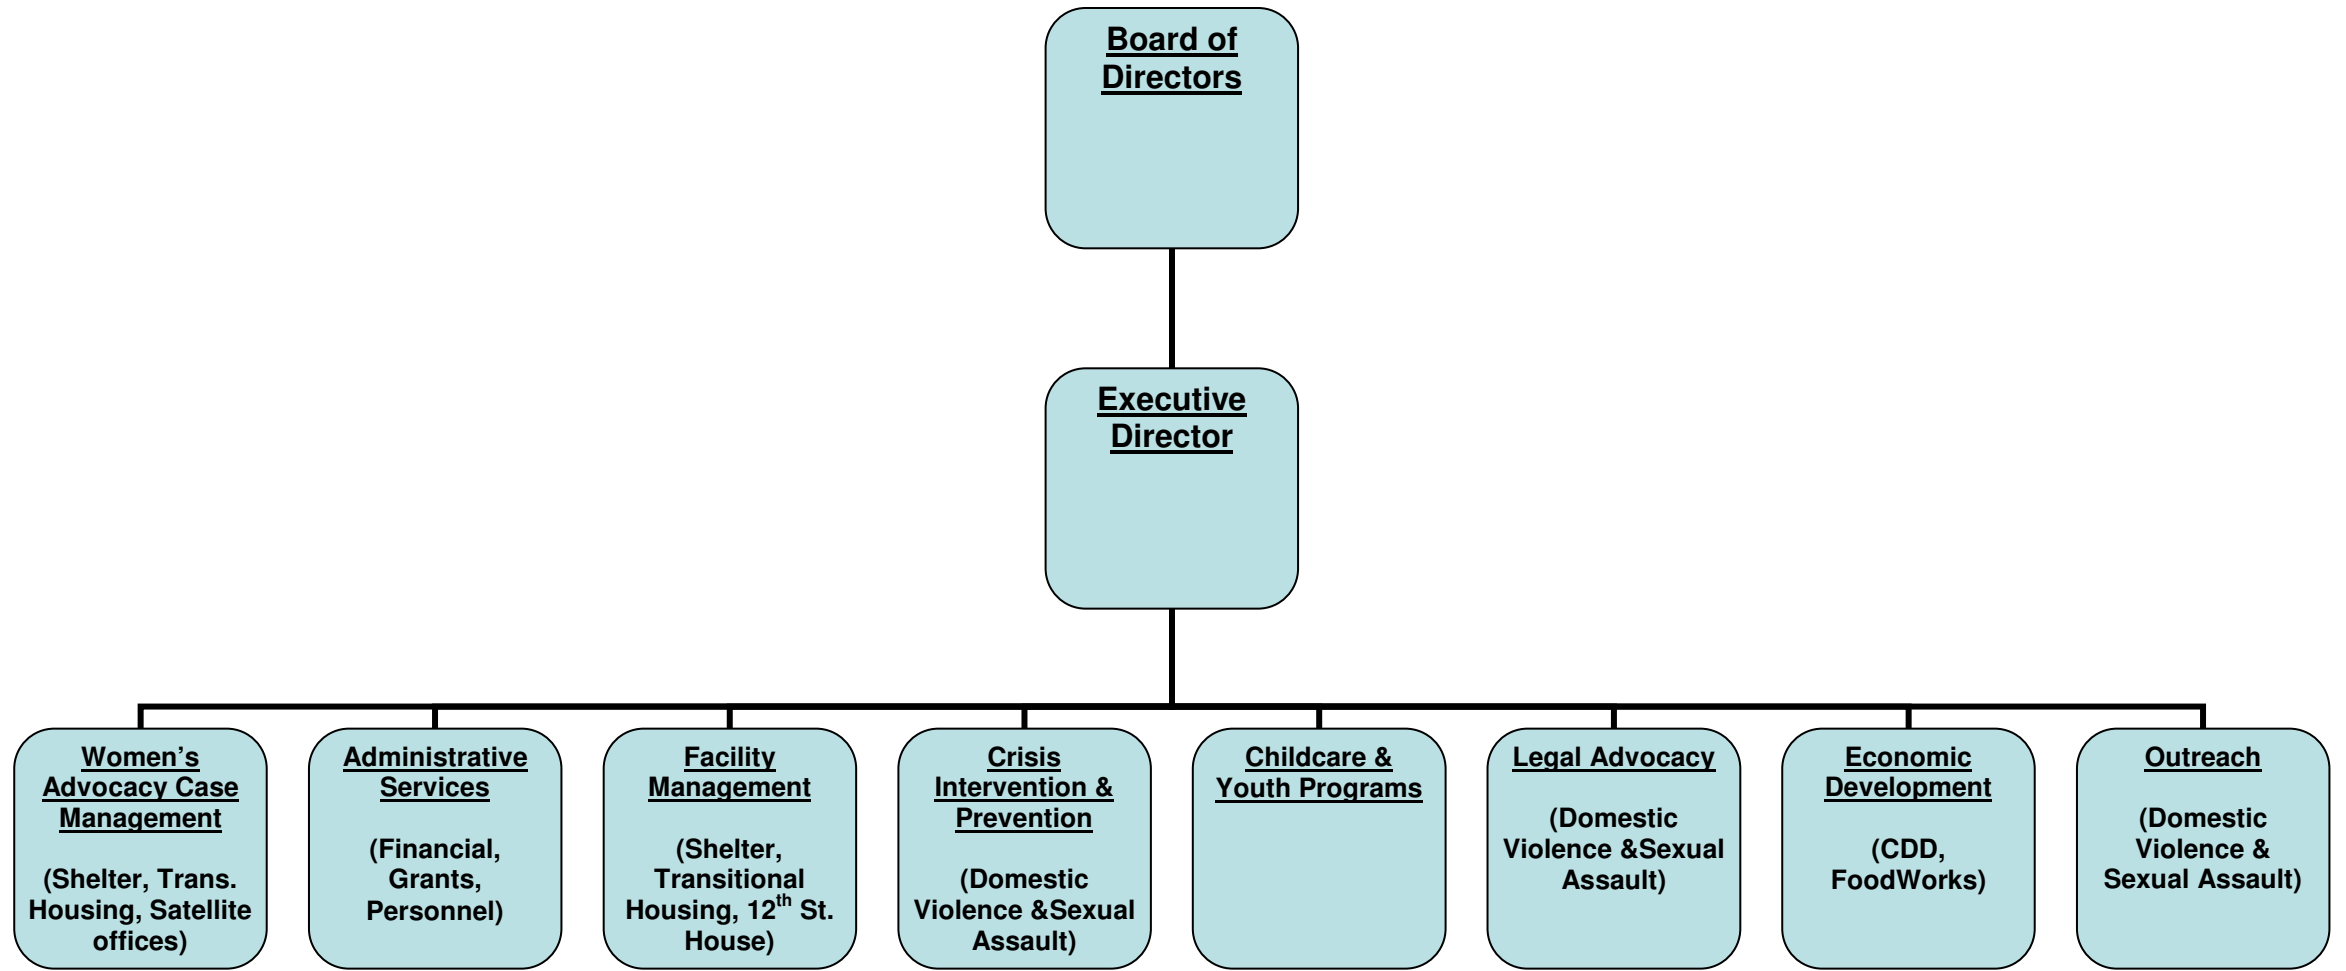 Board of
Directors
Executive
Director
Women’s
Advocacy Case
Management
(Shelter, Trans.
Housing, Satellite
offices)
Administrative
Services
(Financial,
Grants,
Personnel)
Facility
Management
(Shelter,
Transitional
Housing, 12th St.
House)
Crisis
Intervention &
Prevention
(Domestic
Violence &Sexual
Assault)
Childcare &
Youth Programs
Legal Advocacy
(Domestic
Violence &Sexual
Assault)
Economic
Development
(CDD,
FoodWorks)
Outreach
(Domestic
Violence &
Sexual Assault)